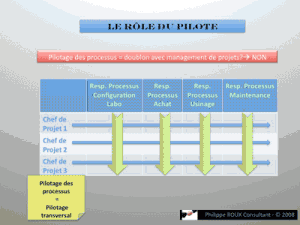 LE RÔLE DU PILOTE
Pilotage des processus = doublon avec management de projets? → NON
Resp. Processus
Configuration
Labo
Resp.
Processus
Achat
Resp.
Processus
Usinage
Resp. Processus
Maintenance
Chef de
Projet 1
Chef de
Projet 2
Chef de
Projet 3
Pilotage des
processus
=
Pilotage
transversal
Philippe ROUX Consultant - © 2008